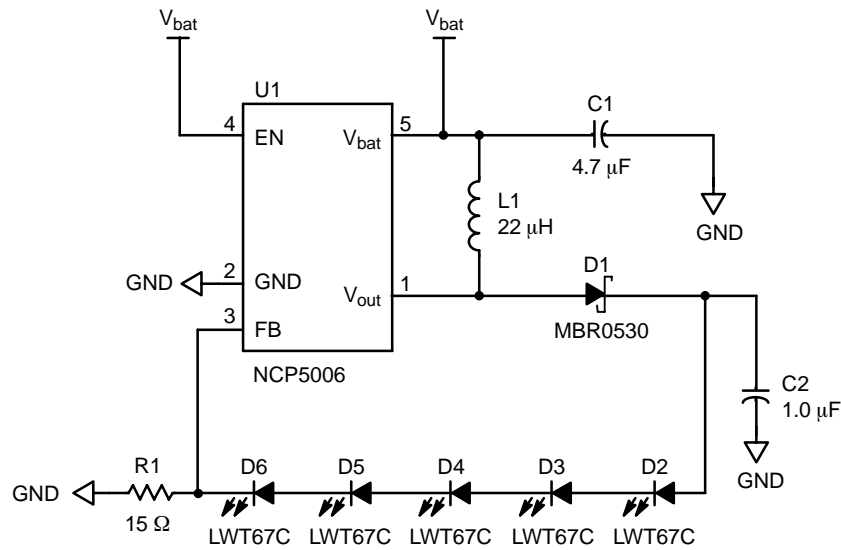 Vbat
Vbat
U1
C1
4
EN
Vbat
5
4.7 µF
L1
22 µH
GND
GND
2
GND
D1
Vout
1
3
FB
MBR0530
NCP5006
C2
1.0 µF
GND
R1
D6
D5
D4
D3
D2
GND
15 Ω
LWT67C
LWT67C
LWT67C
LWT67C
LWT67C